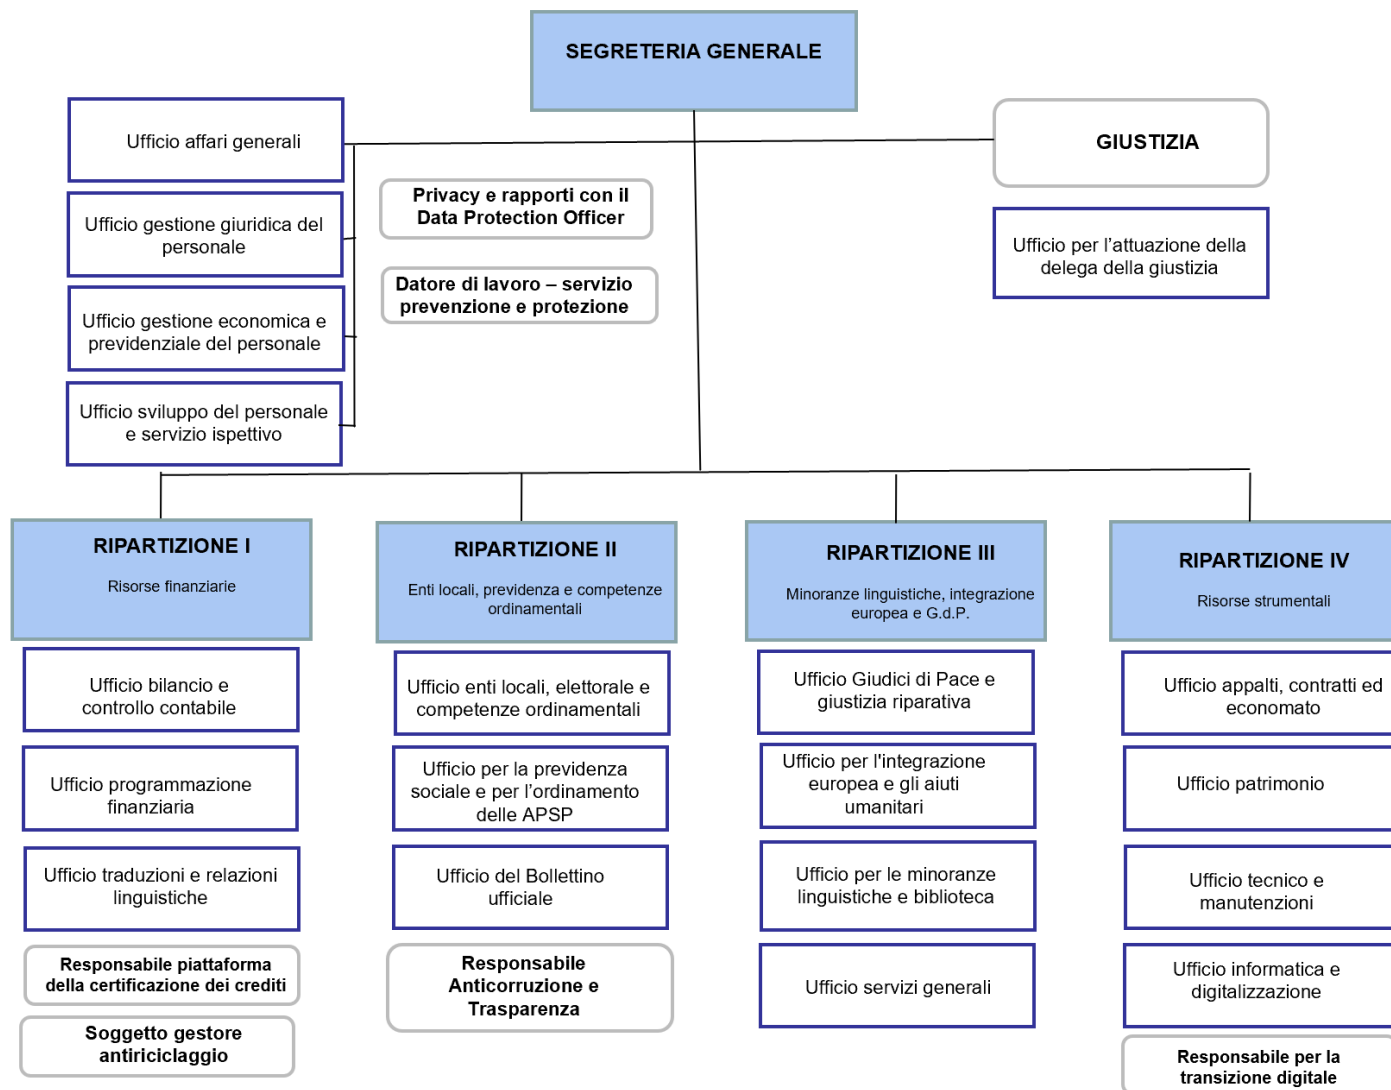 SEGRETERIA GENERALE
Ufficio affari generali
GIUSTIZIA
Privacy e rapporti con il
Data Protection Officer
Ufficio gestione giuridica del
personale
Ufficio per l’attuazione della
delega della giustizia
Datore di lavoro – servizio
prevenzione e protezione
Ufficio gestione economica e
previdenziale del personale
Ufficio sviluppo del personale
e servizio ispettivo
RIPARTIZIONE I
Risorse finanziarie
Ufficio bilancio e
controllo contabile
Ufficio programmazione
finanziaria
Ufficio traduzioni e relazioni
linguistiche
Responsabile piattaforma
della certificazione dei crediti
Soggetto gestore
antiriciclaggio
RIPARTIZIONE II
Enti locali, previdenza e competenze
ordinamentali
Ufficio enti locali, elettorale e
competenze ordinamentali
Ufficio per la previdenza
sociale e per l’ordinamento
delle APSP
Ufficio del Bollettino
ufficiale
Responsabile
Anticorruzione e
Trasparenza
RIPARTIZIONE III
Minoranze linguistiche, integrazione
europea e G.d.P.
Ufficio Giudici di Pace e
giustizia riparativa
Ufficio per l'integrazione
europea e gli aiuti
umanitari
Ufficio per le minoranze
linguistiche e biblioteca
Ufficio servizi generali
RIPARTIZIONE IV
Risorse strumentali
Ufficio appalti, contratti ed
economato
Ufficio patrimonio
Ufficio tecnico e
manutenzioni
Ufficio informatica e
digitalizzazione
Responsabile per la
transizione digitale